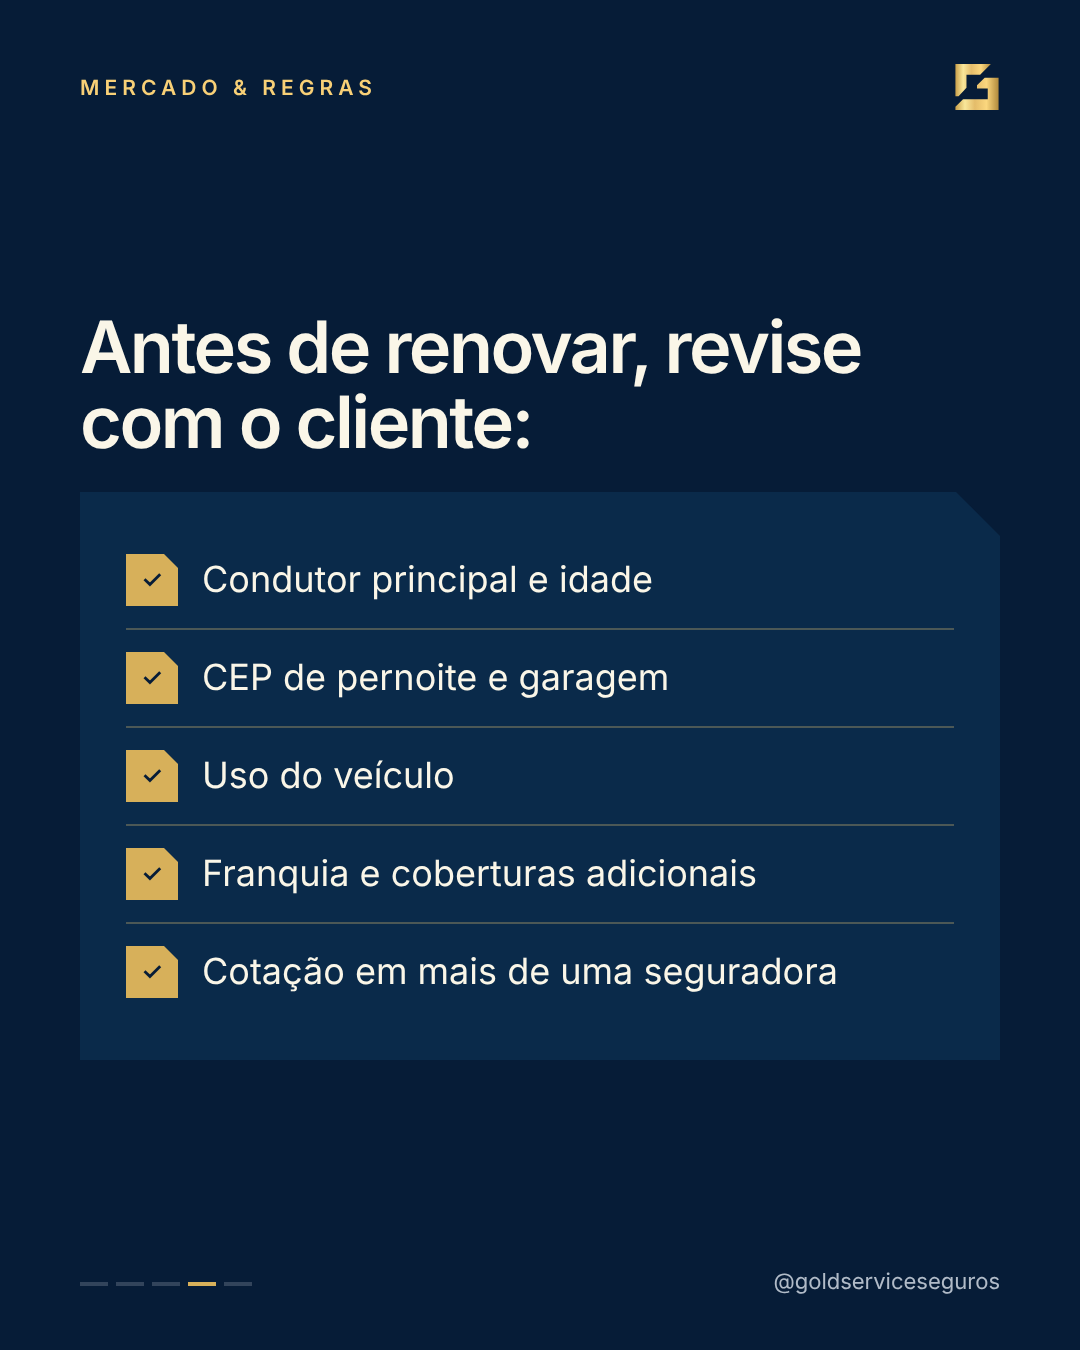 MERCADO & REGRAS
Antes de renovar, revise
com o cliente:
Condutor principal e idade
CEP de pernoite e garagem
Uso do veículo
Franquia e coberturas adicionais
Cotação em mais de uma seguradora
@goldserviceseguros